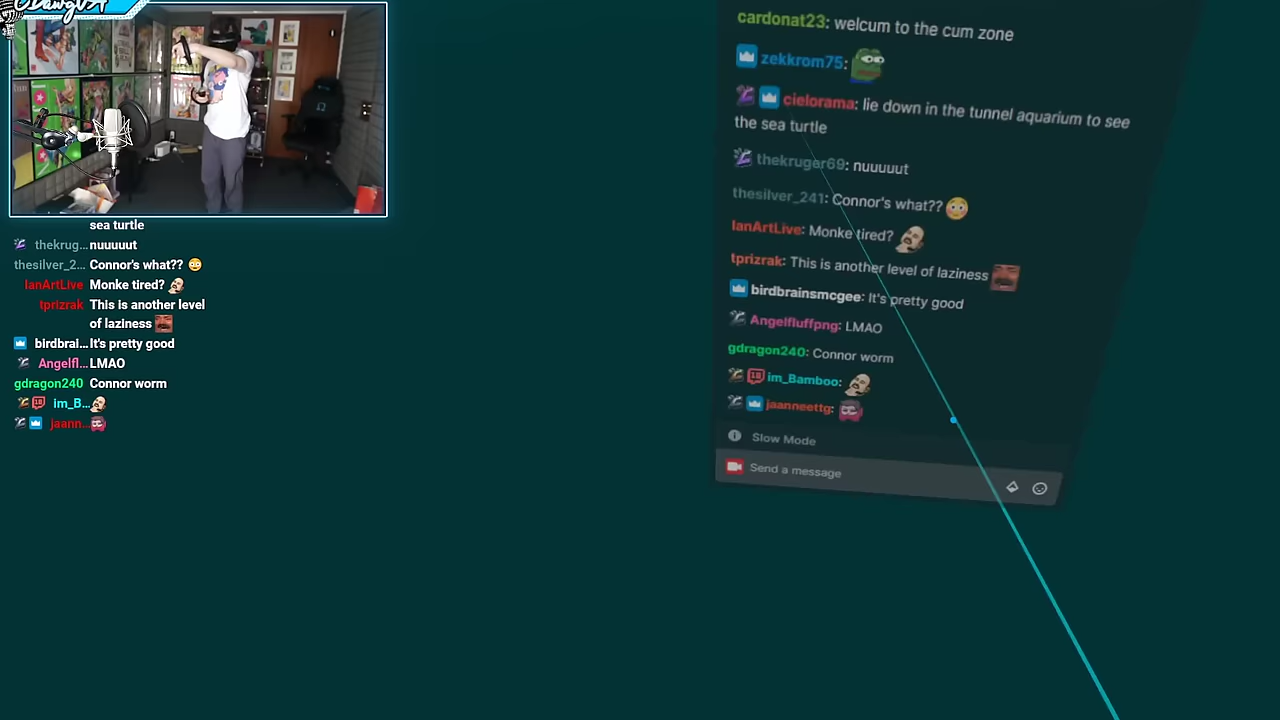 CDawgVA
sea turtle
thekrug... nuuuuut
thesilver_2... Connor's what??
IanArtLive Monke tired?
tprizrak This is another level
of laziness
birdbrai... It's pretty good
Angelfl... LMAO
gdragon240 Connor worm
im_B...
jaann...
cardonat23: welcum to the cum zone
zekkrom75:
cielorama: lie down in the tunnel aquarium to see
the sea turtle
thekruger69: nuuuuut
thesilver_241: Connor's what??
IanArtLive: Monke tired?
tprizrak: This is another level of laziness
birdbrainsmcgee: It's pretty good
Angelfluffpng: LMAO
gdragon240: Connor worm
im_Bamboo:
jaanneettg:
Slow Mode
Send a message